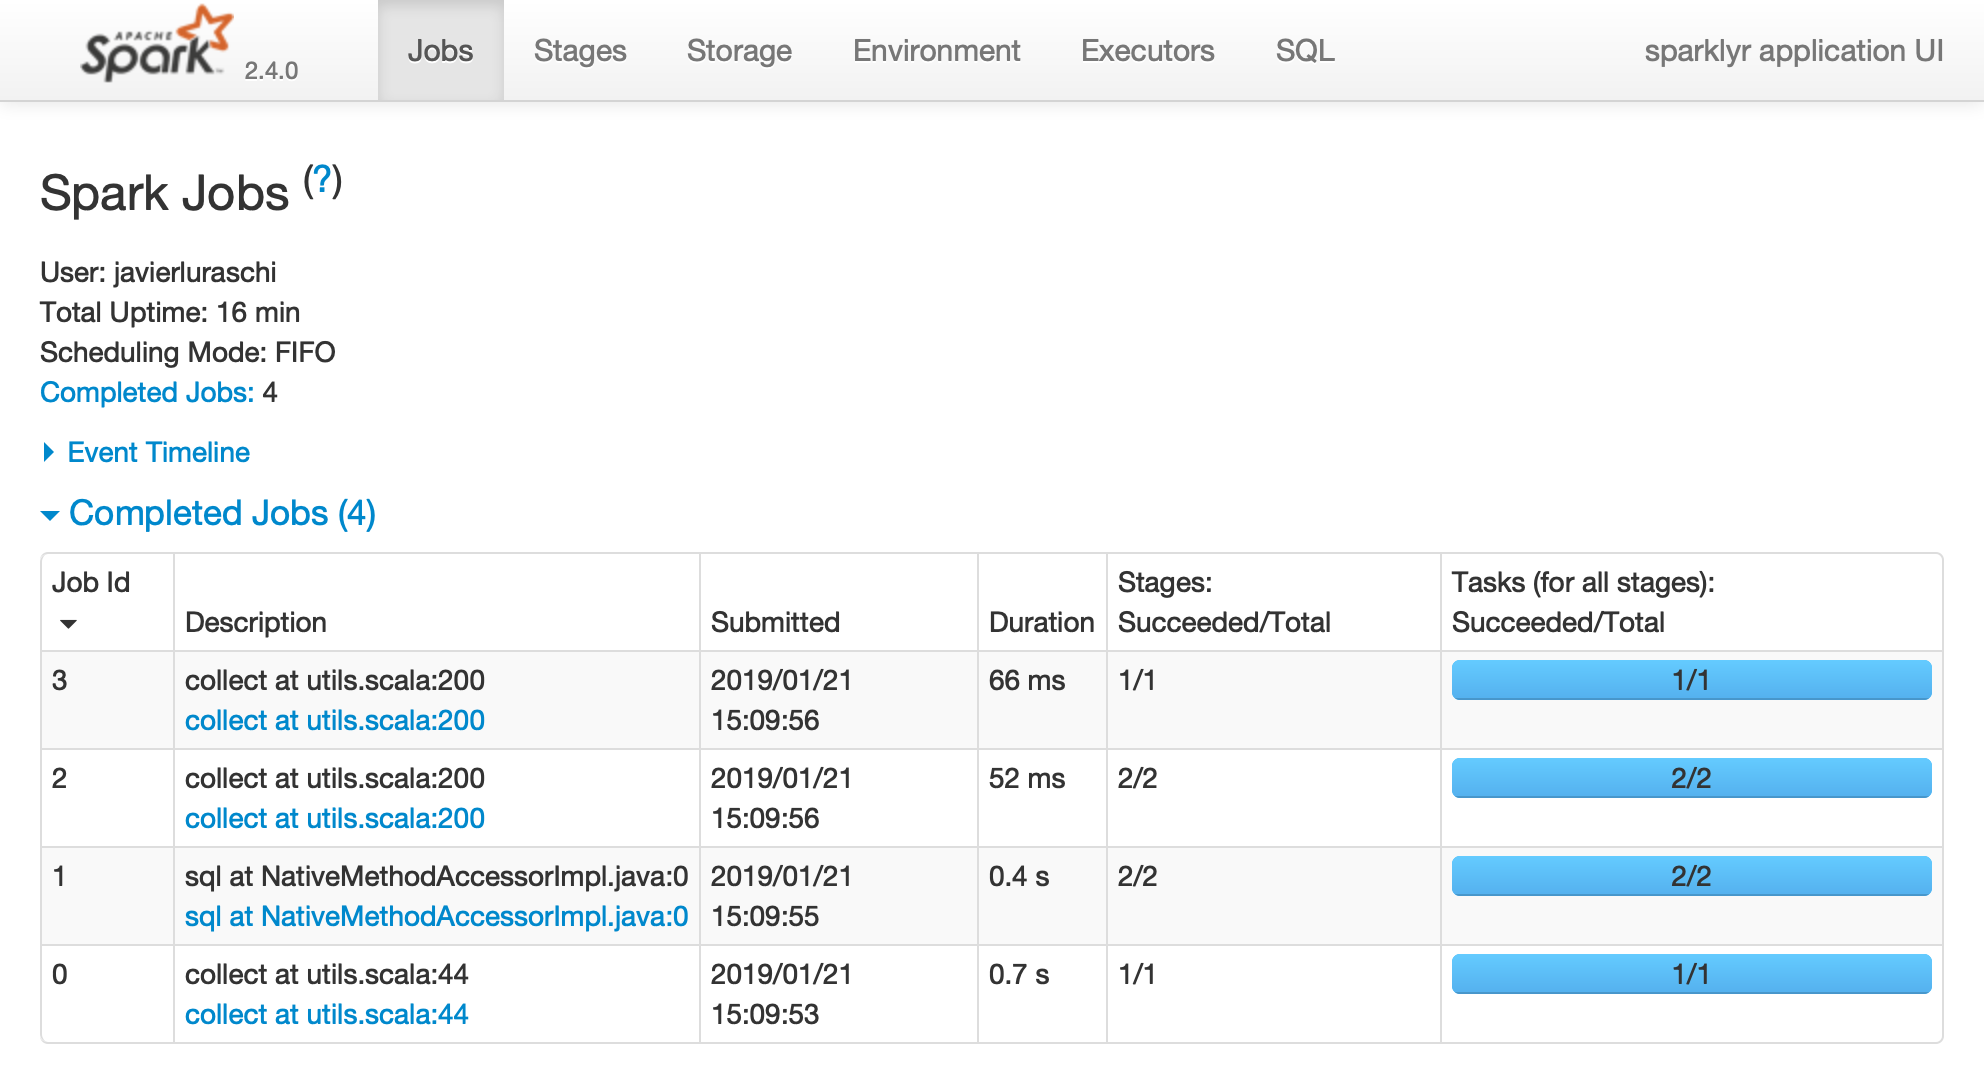 APACHE
Spark™ 2.4.0
Jobs Stages Storage Environment Executors SQL sparklyr application UI
Spark Jobs (?)
User: javierluraschi
Total Uptime: 16 min
Scheduling Mode: FIFO
Completed Jobs: 4
Event Timeline
Completed Jobs (4)
Job Id Stages: Tasks (for all stages):
Description Submitted Duration Succeeded/Total Succeeded/Total
3 collect at utils.scala:200 2019/01/21 66 ms 1/1 1/1
collect at utils.scala:200 15:09:56
2 collect at utils.scala:200 2019/01/21 52 ms 2/2 2/2
collect at utils.scala:200 15:09:56
1 sql at NativeMethodAccessorImpl.java:0 2019/01/21 0.4 s 2/2 2/2
sql at NativeMethodAccessorImpl.java:0 15:09:55
0 collect at utils.scala:44 2019/01/21 0.7 s 1/1 1/1
collect at utils.scala:44 15:09:53